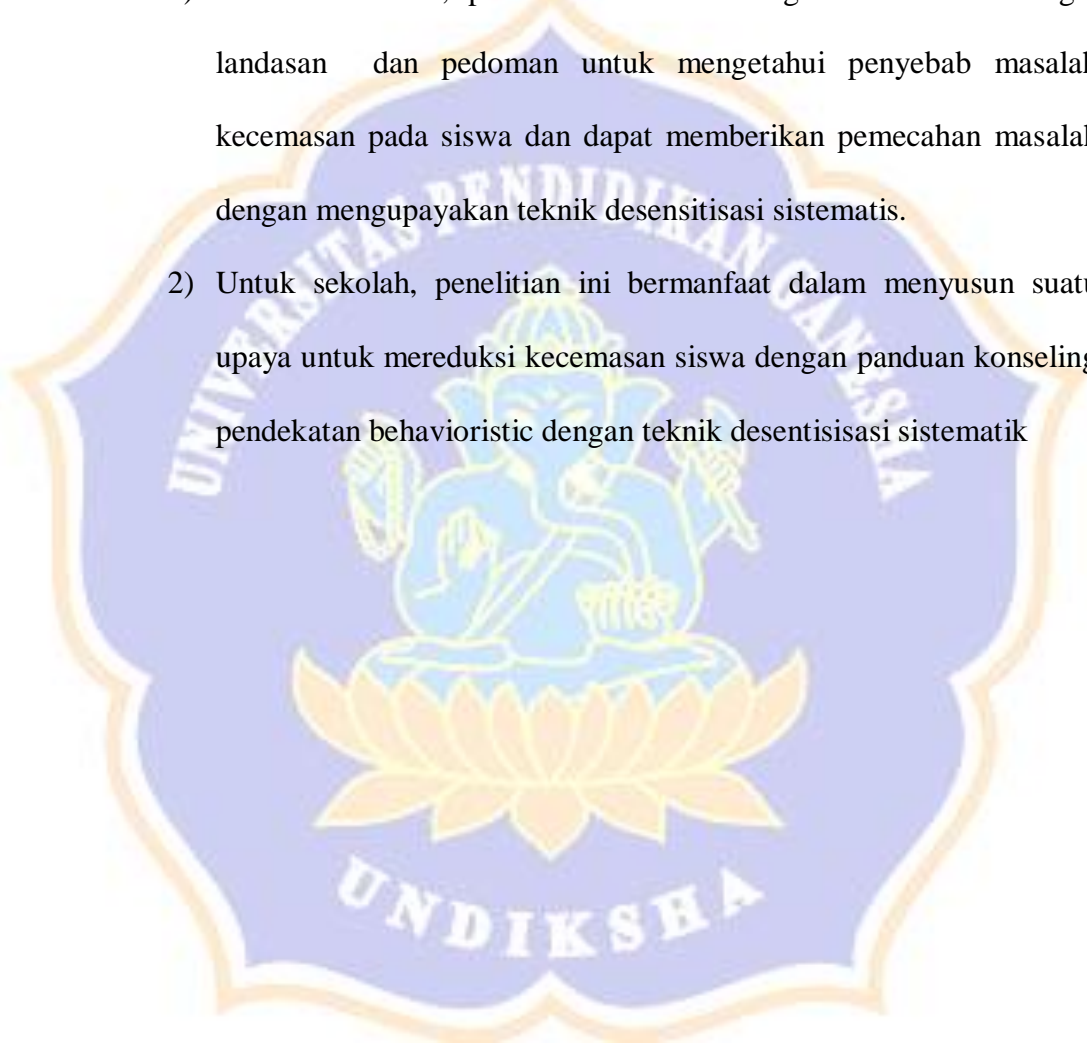 landasan dan pedoman untuk mengetahui penyebab masalah
kecemasan pada siswa dan dapat memberikan pemecahan masalah
dengan mengupayakan teknik desensitisasi sistematis.
2) Untuk sekolah, penelitian ini bermanfaat dalam menyusun suatu
upaya untuk mereduksi kecemasan siswa dengan panduan konseling
pendekatan behavioristic dengan teknik desentisisasi sistematik
UNIVERSITAS PENDIDIKAN GANESHA
UNDIKSHA